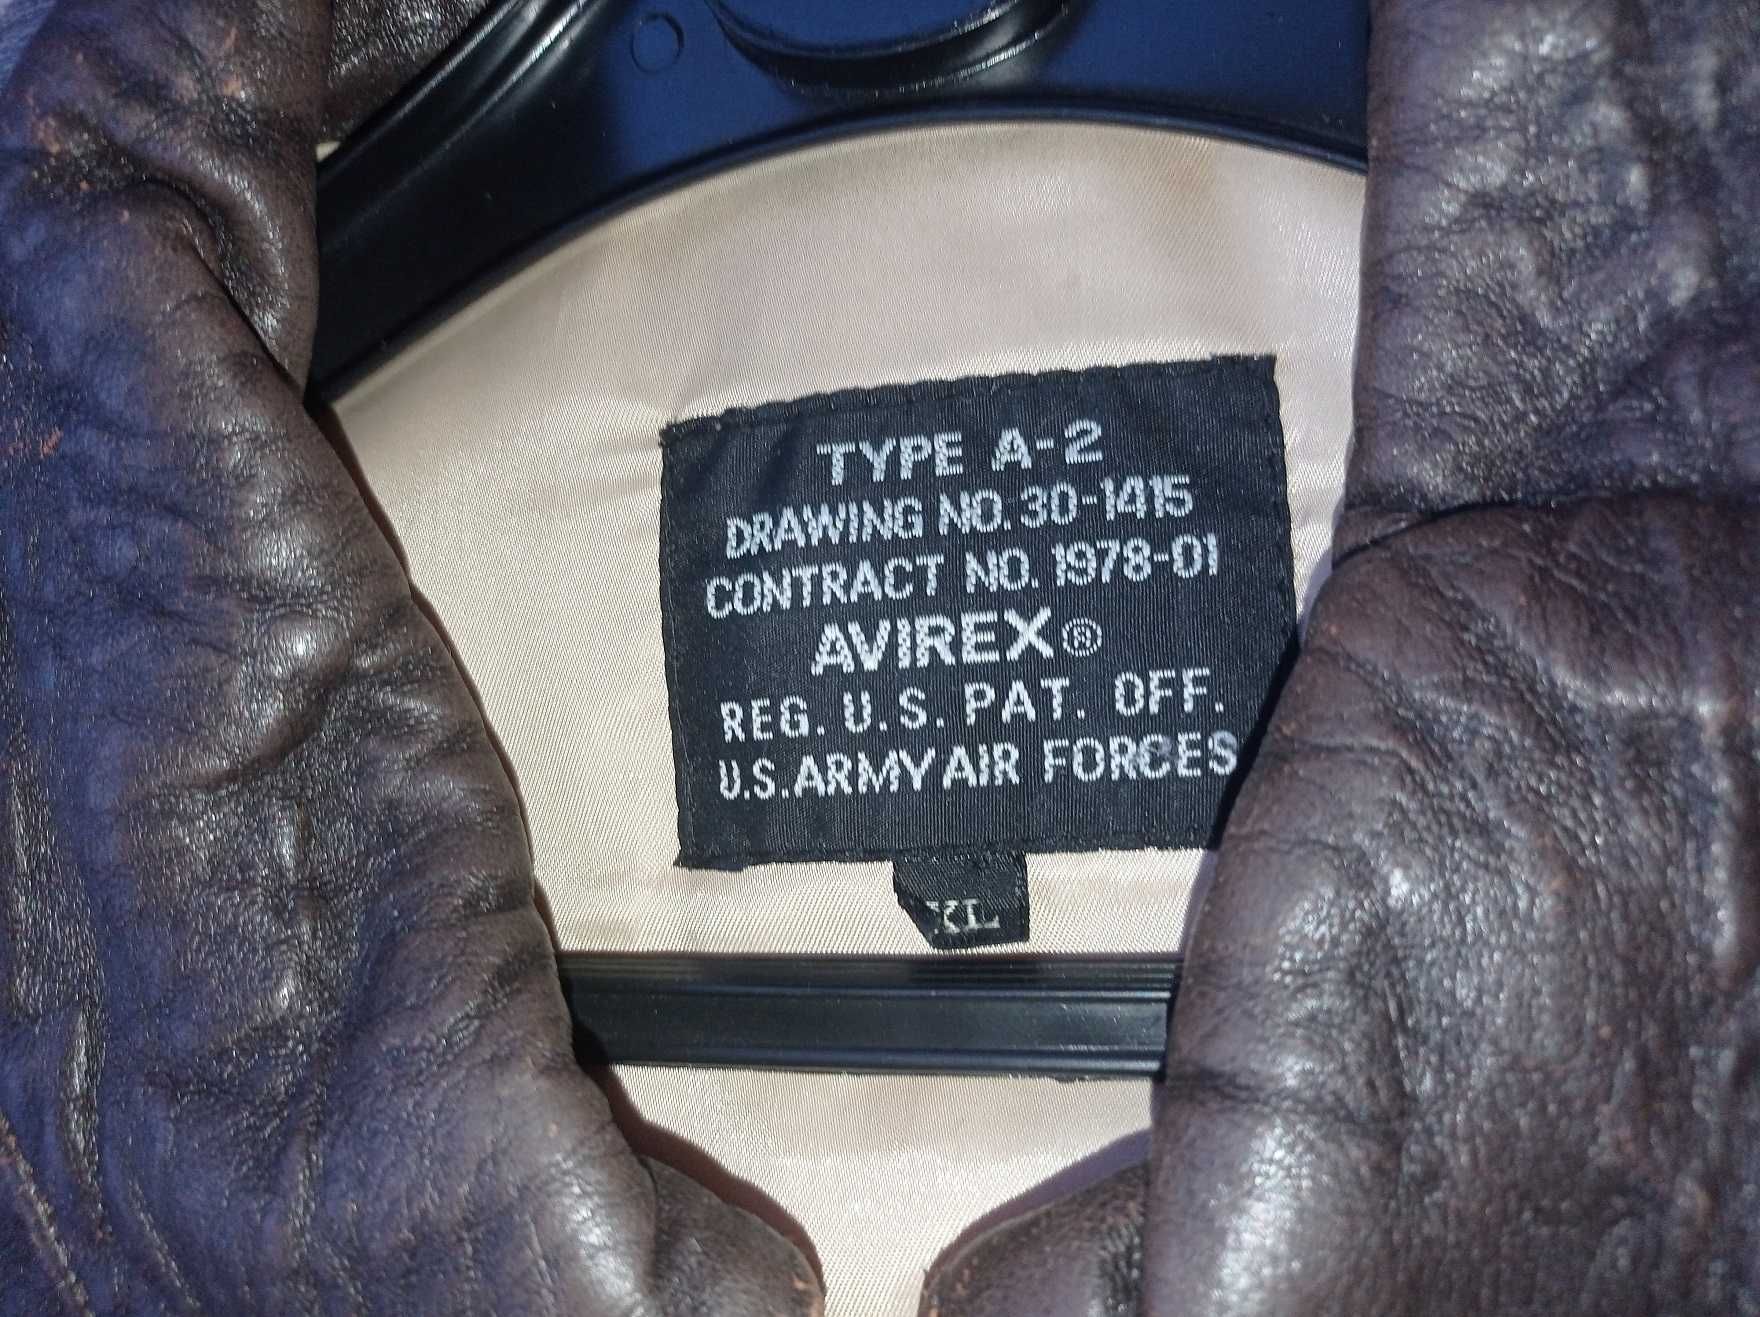 TYPE A-2
DRAWING NO. 30-1415
CONTRACT NO. 1978-01
AVIREX®
REG. U.S. PAT. OFF.
U.S. ARMY AIR FORCES
XL